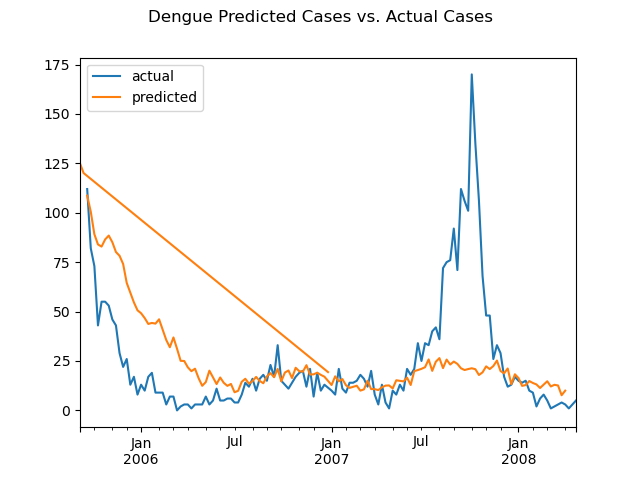 Dengue Predicted Cases vs. Actual Cases
actual
predicted
175
150
125
100
75
50
25
0
Jan
2006
Jul
Jan
2007
Jul
Jan
2008